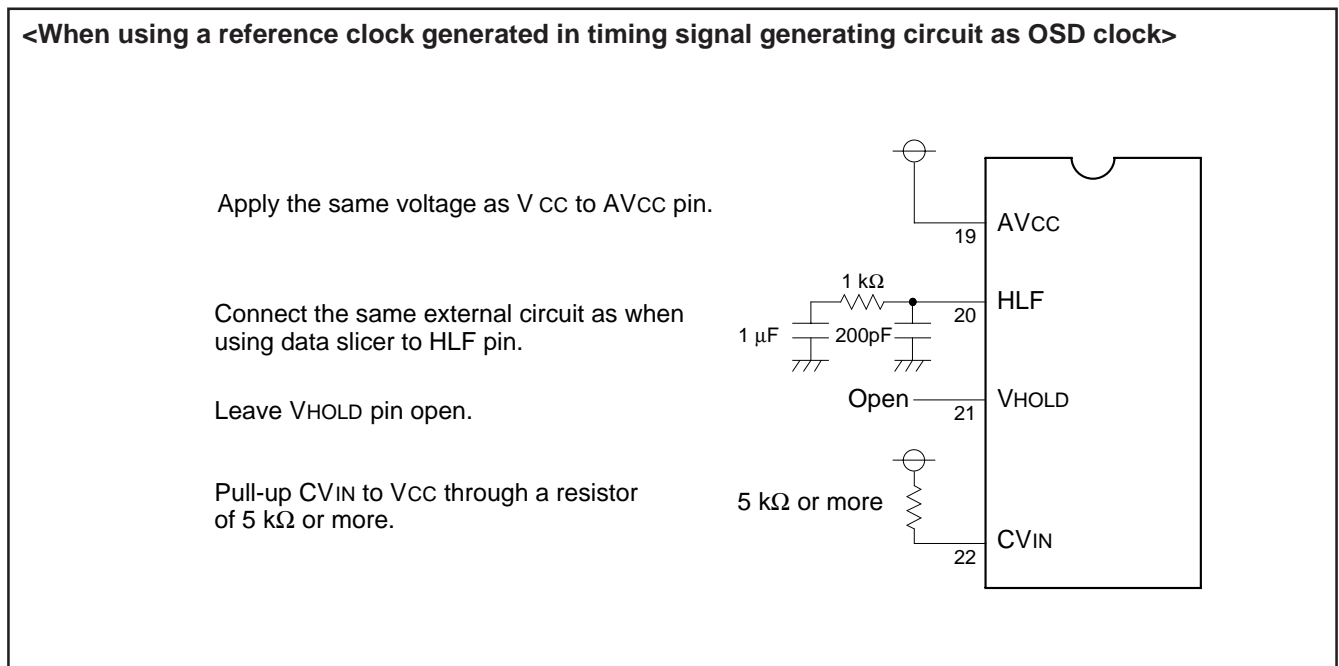 <When using a reference clock generated in timing signal generating circuit as OSD clock>
Apply the same voltage as V CC to AVCC pin.
19
AVCC
Connect the same external circuit as when
using data slicer to HLF pin.
1 kΩ
1 μF
200pF
20
HLF
Leave VHOLD pin open.
Open
21
VHOLD
Pull-up CVIN to VCC through a resistor
of 5 kΩ or more.
5 kΩ or more
22
CVIN